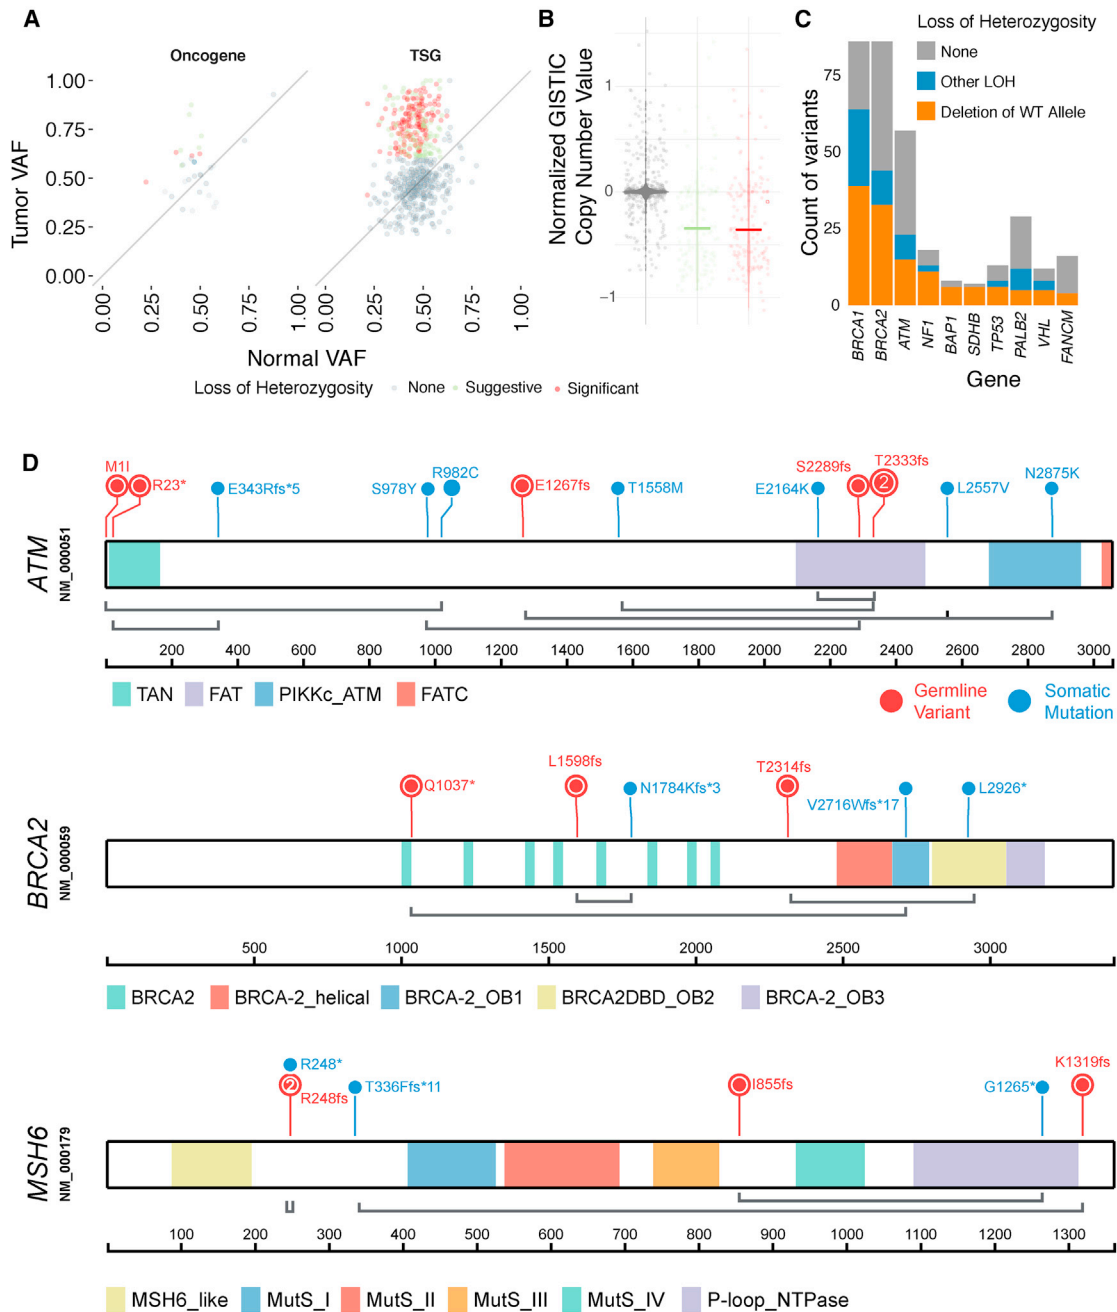 A
Oncogene
TSG
1.00
0.75
0.50
0.25
0.00
Tumor VAF
0.00
0.25
0.50
0.75
1.00
0.00
0.25
0.50
0.75
1.00
Normal VAF
Loss of Heterozygosity
None
Suggestive
Significant
B
Normalized GISTIC
Copy Number Value
1
0
−1
C
Loss of Heterozygosity
None
Other LOH
Deletion of WT Allele
Count of variants
75
50
25
0
BRCA1
BRCA2
ATM
NF1
BAP1
SDHB
TP53
PALB2
VHL
FANCM
Gene
D
ATM
NM_000051
M1I
R23*
E343Rfs*5
S978Y
R982C
E1267fs
T1558M
E2164K
S2289fs
T2333fs
2
L2557V
N2875K
200 400 600 800 1000 1200 1400 1600 1800 2000 2200 2400 2600 2800 3000
TAN FAT PIKKc_ATM FATC
Germline
Variant
Somatic
Mutation
BRCA2
NM_000059
Q1037*
L1598fs
N1784Kfs*3
T2314fs
V2716Wfs*17
L2926*
500 1000 1500 2000 2500 3000
BRCA2 BRCA-2_helical BRCA-2_OB1 BRCA2DBD_OB2 BRCA-2_OB3
MSH6
NM_000179
R248*
2
R248fs
T336Ffs*11
I855fs
G1265*
K1319fs
100 200 300 400 500 600 700 800 900 1000 1100 1200 1300
MSH6_like MutS_I MutS_II MutS_III MutS_IV P-loop_NTPase